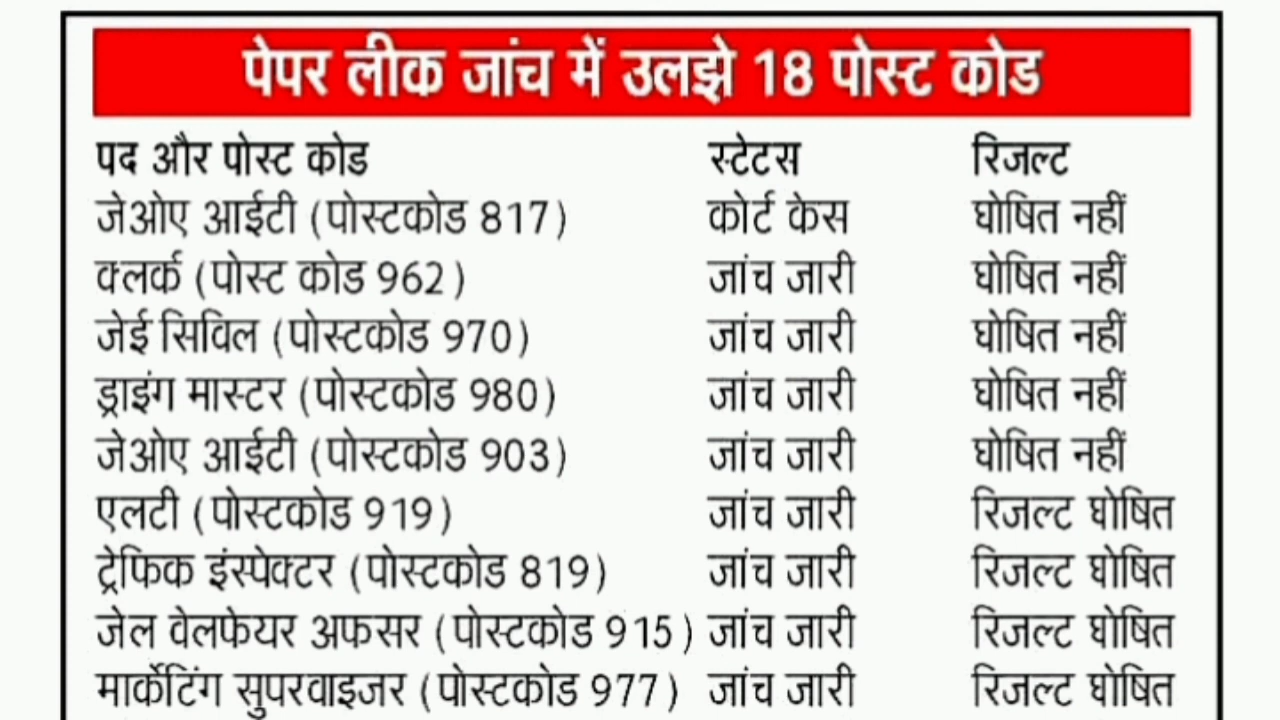 पेपर लीक जांच में उलझे 18 पोस्ट कोड
पद और पोस्ट कोड स्टेटस रिजल्ट
जेओए आईटी (पोस्टकोड 817) कोर्ट केस घोषित नहीं
क्लर्क (पोस्ट कोड 962) जांच जारी घोषित नहीं
जेई सिविल (पोस्टकोड 970) जांच जारी घोषित नहीं
ड्राइंग मास्टर (पोस्टकोड 980) जांच जारी घोषित नहीं
जेओए आईटी (पोस्टकोड 903) जांच जारी घोषित नहीं
एलटी (पोस्टकोड 919) जांच जारी रिजल्ट घोषित
ट्रेफिक इंस्पेक्टर (पोस्टकोड 819) जांच जारी रिजल्ट घोषित
जेल वेलफेयर अफसर (पोस्टकोड 915) जांच जारी रिजल्ट घोषित
मार्केटिंग सुपरवाइजर (पोस्टकोड 977) जांच जारी रिजल्ट घोषित